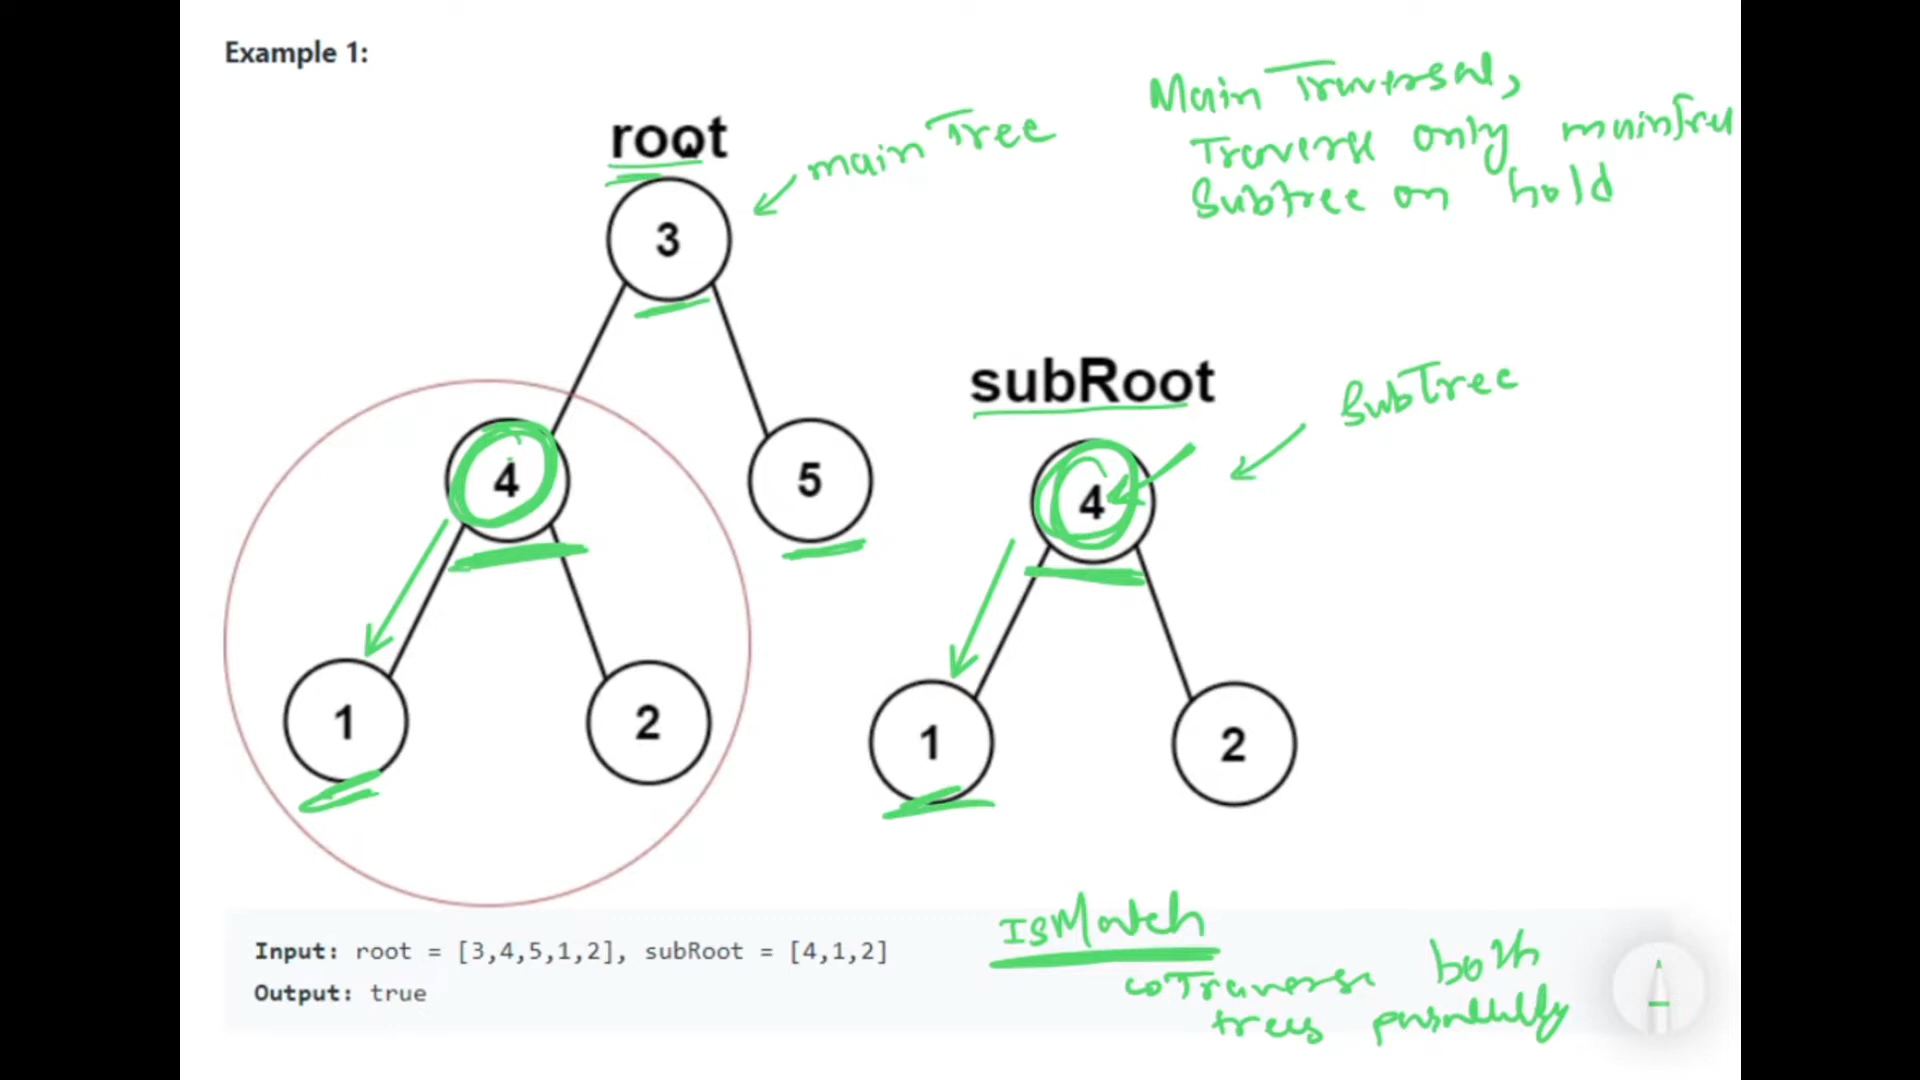 Example 1:
root
main Tree
Main Traversal,
Traverse only mainTree
Subtree on hold
3
subRoot
SubTree
4
5
4
1
2
1
2
Input: root = [3,4,5,1,2], subRoot = [4,1,2]
Output: true
IsMatch
coTraverse both
trees parallelly